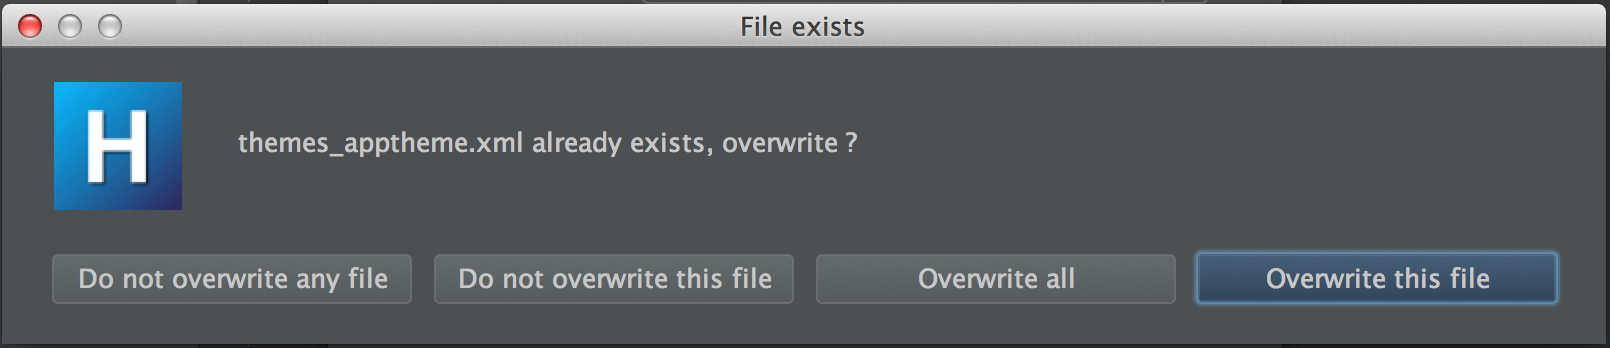 File exists
H
themes_apptheme.xml already exists, overwrite ?
Do not overwrite any file
Do not overwrite this file
Overwrite all
Overwrite this file